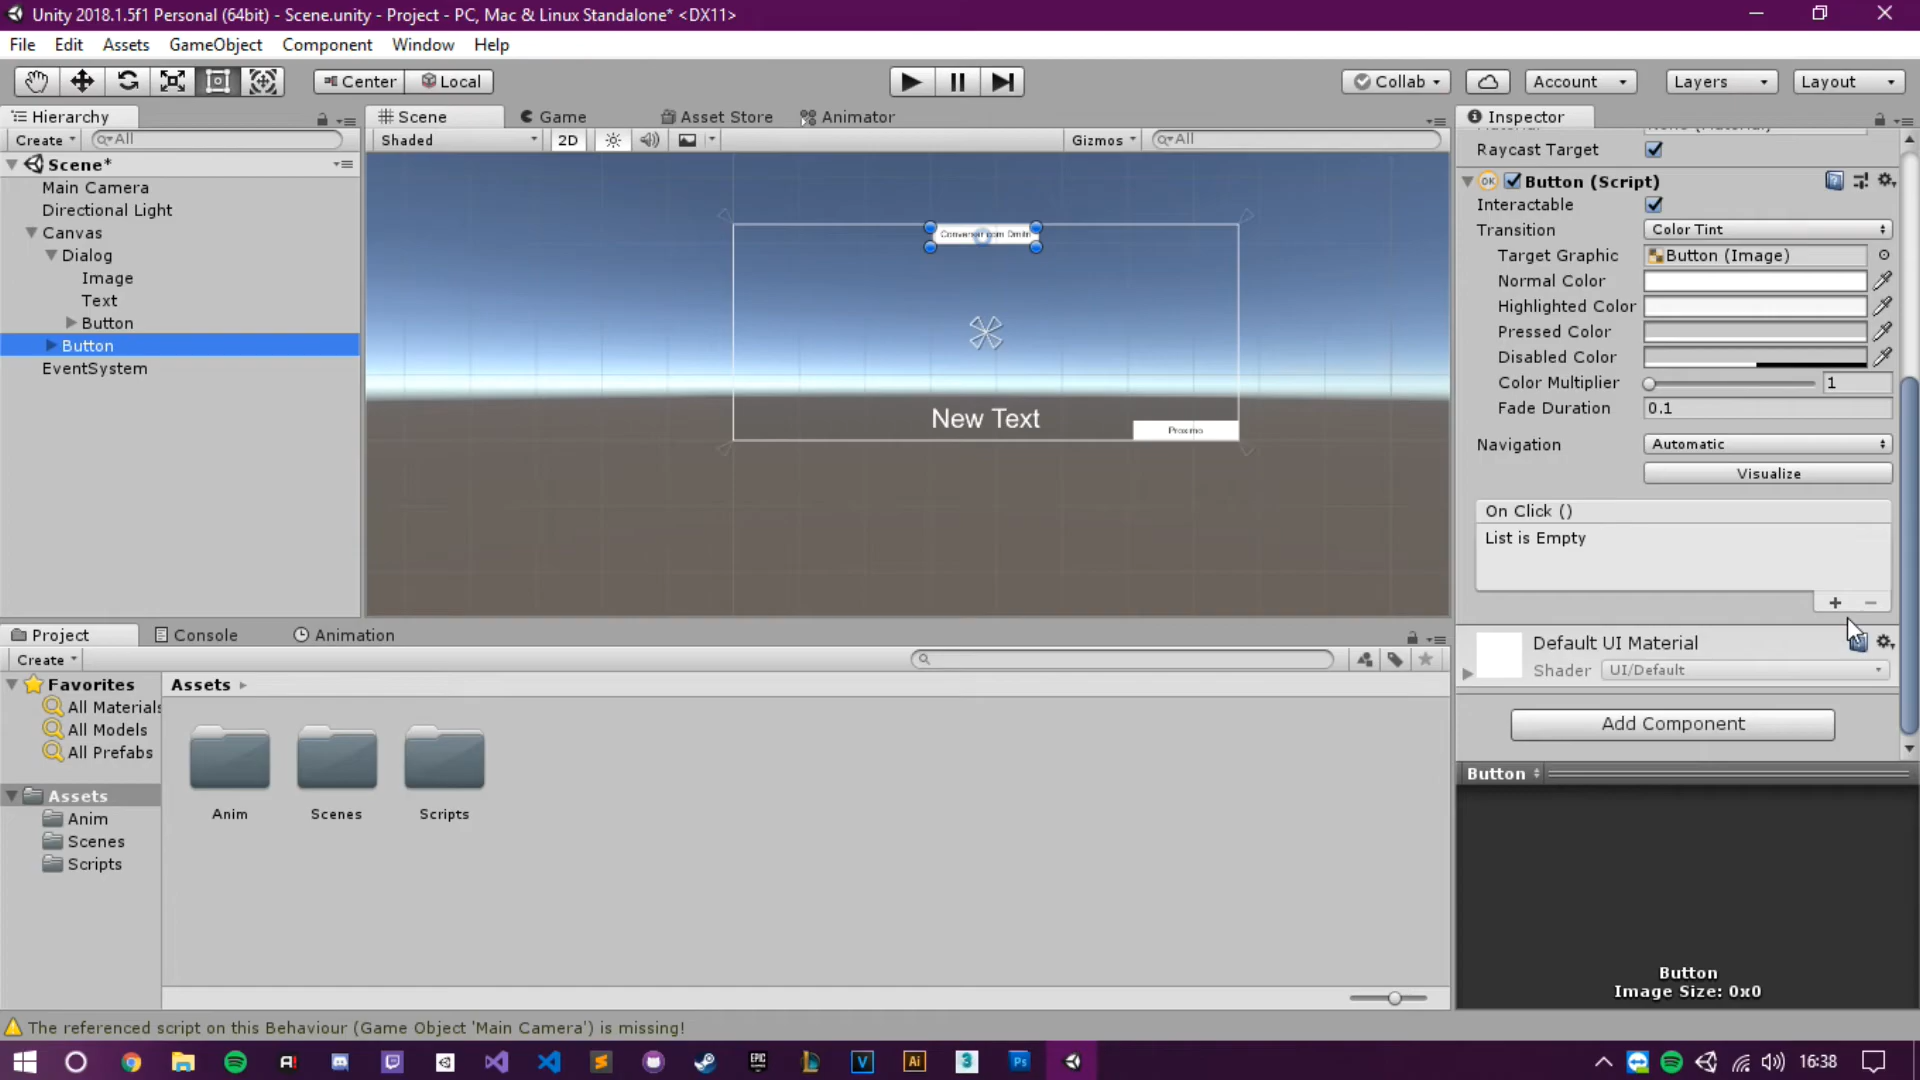 Unity 2018.1.5f1 Personal (64bit) - Scene.unity - Project - PC, Mac & Linux Standalone* <DX11>
File Edit Assets GameObject Component Window Help
Center Local Collab Account Layers Layout
Hierarchy
Create All
Scene*
Main Camera
Directional Light
Canvas
Dialog
Image
Text
Button
Button
EventSystem
Scene Game Asset Store Animator
Shaded 2D Gizmos All
Conversar com Dmitri
New Text
Proximo
Inspector
Raycast Target
OK Button (Script)
Interactable
Transition Color Tint
Target Graphic Button (Image)
Normal Color
Highlighted Color
Pressed Color
Disabled Color
Color Multiplier 1
Fade Duration 0.1
Navigation Automatic
Visualize
On Click ()
List is Empty
Default UI Material
Shader UI/Default
Add Component
Button
Button
Image Size: 0x0
Project Console Animation
Create
Favorites
All Materials
All Models
All Prefabs
Assets
Anim
Scenes
Scripts
Assets
Anim Scenes Scripts
The referenced script on this Behaviour (Game Object 'Main Camera') is missing!
16:38